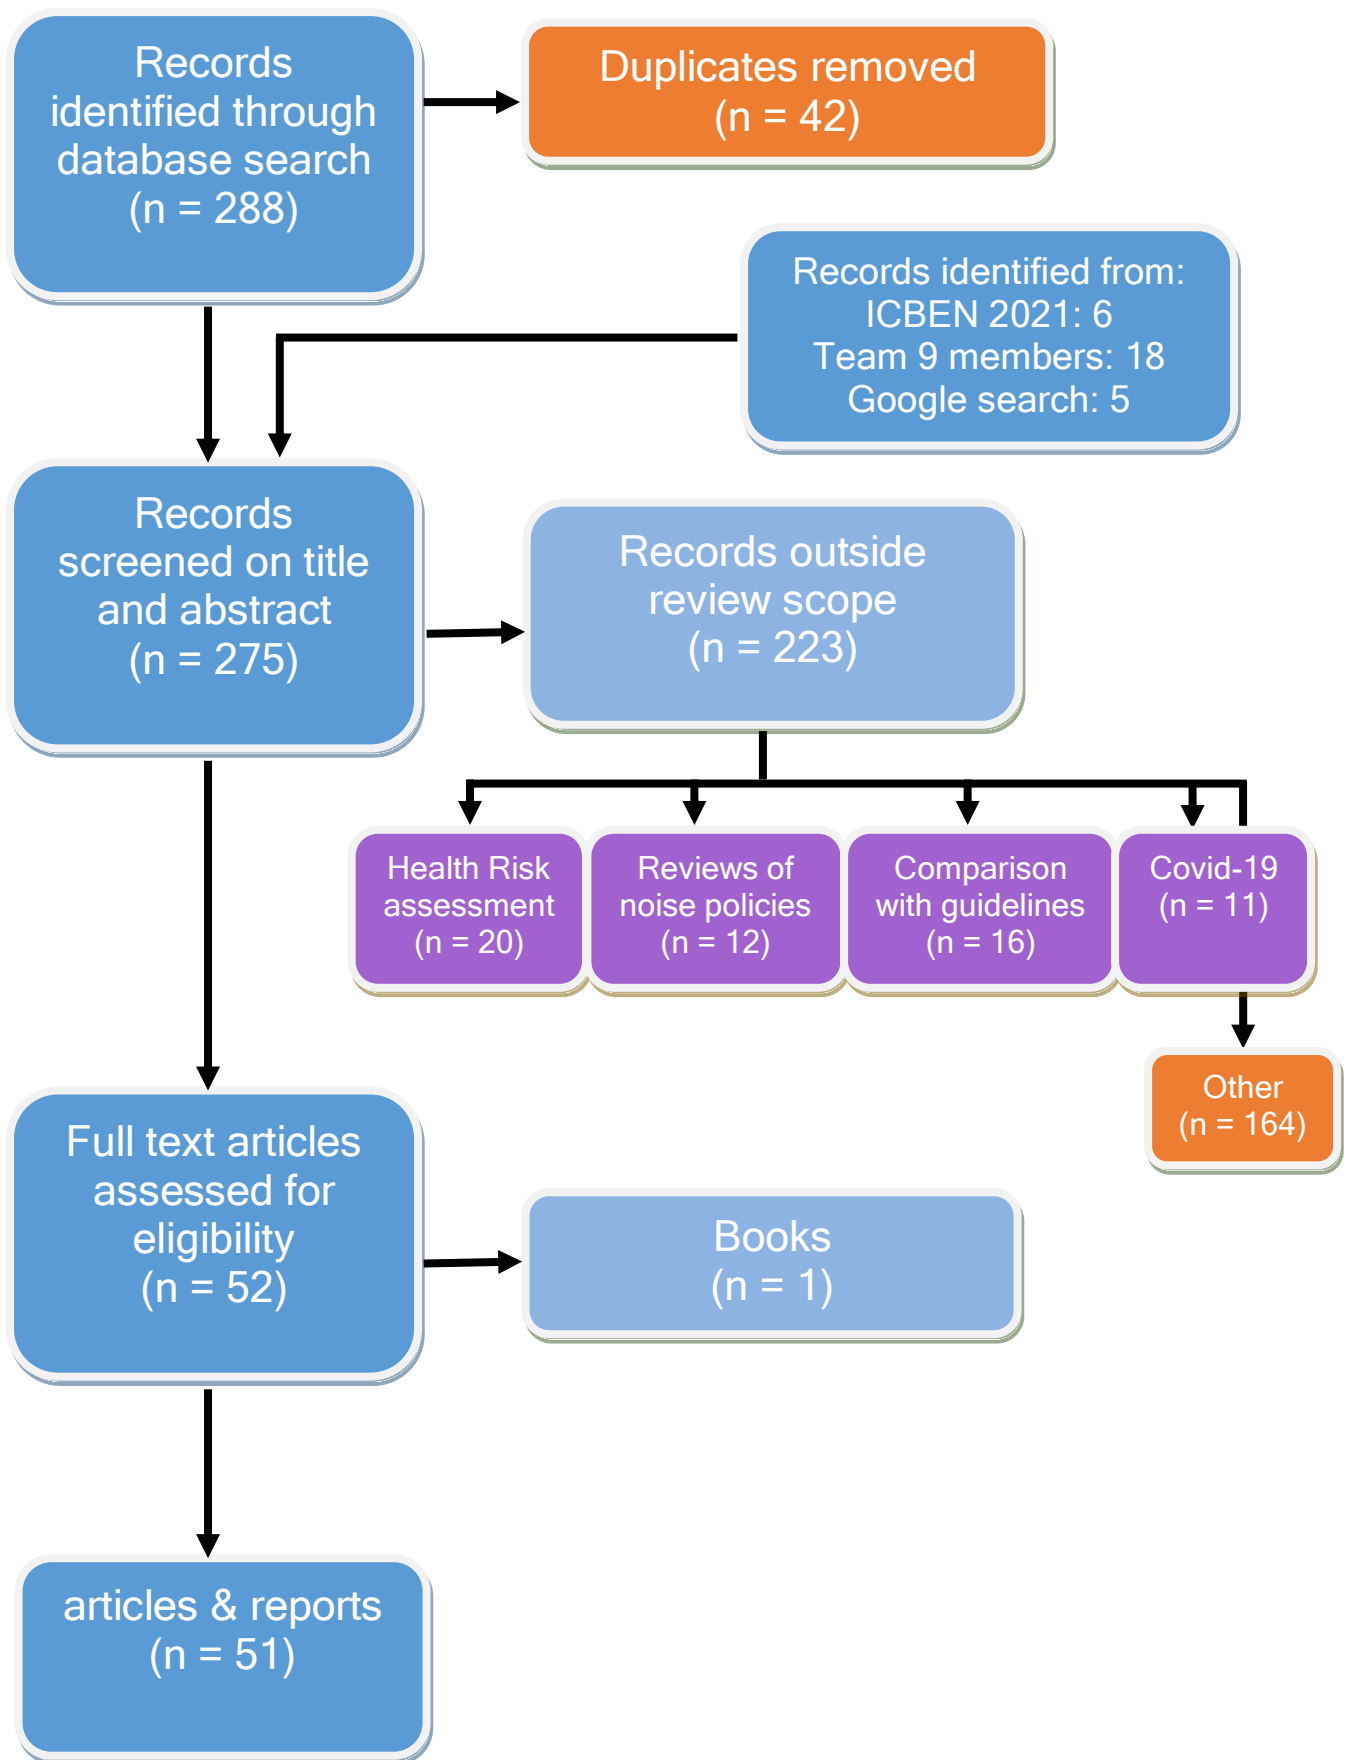 Records
identified through
database search
(n = 288)
Duplicates removed
(n = 42)
Records identified from:
ICBEN 2021: 6
Team 9 members: 18
Google search: 5
Records
screened on title
and abstract
(n = 275)
Records outside
review scope
(n = 223)
Health Risk
assessment
(n = 20)
Reviews of
noise policies
(n = 12)
Comparison
with guidelines
(n = 16)
Covid-19
(n = 11)
Other
(n = 164)
Full text articles
assessed for
eligibility
(n = 52)
Books
(n = 1)
articles & reports
(n = 51)